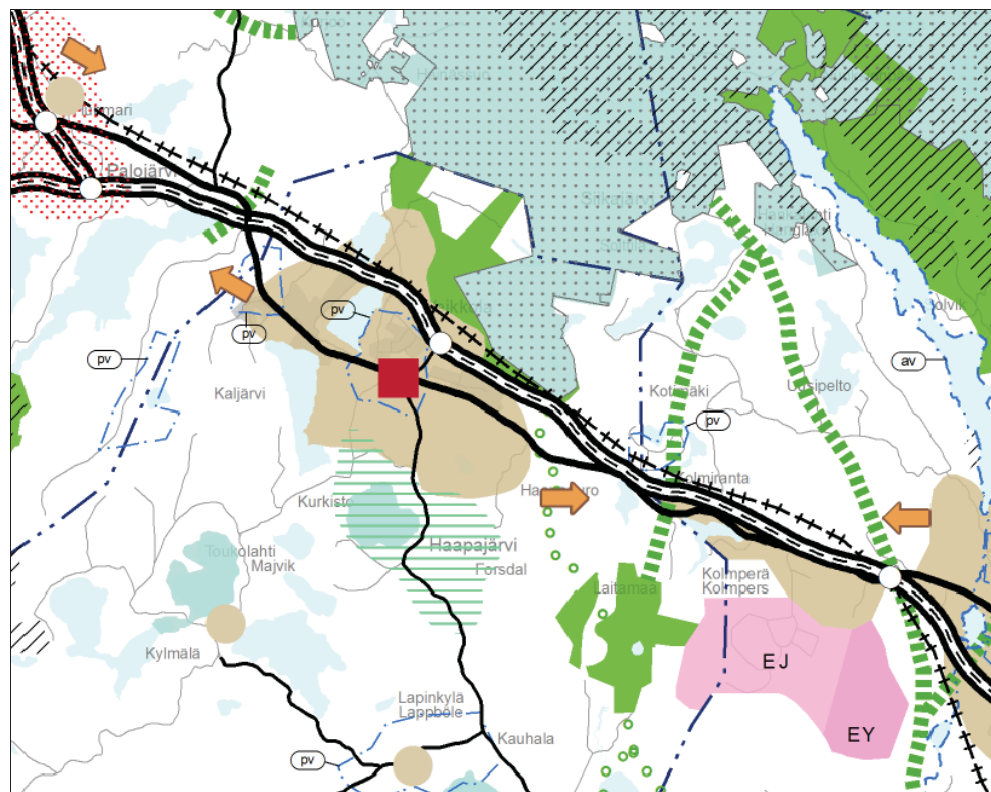 Palojärvi
pv
pv
pv
Kaljärvi
Kotimäki
Uusipelto
av
pv
Kolmiranta
Kurkisto
Haapajärvi
Forsdal
Toukolahti
Majvik
Laitamaa
Kolmperä
Kolmpers
EJ
EY
Kylmälä
Lapinkylä
Lappböle
Kauhala
pv